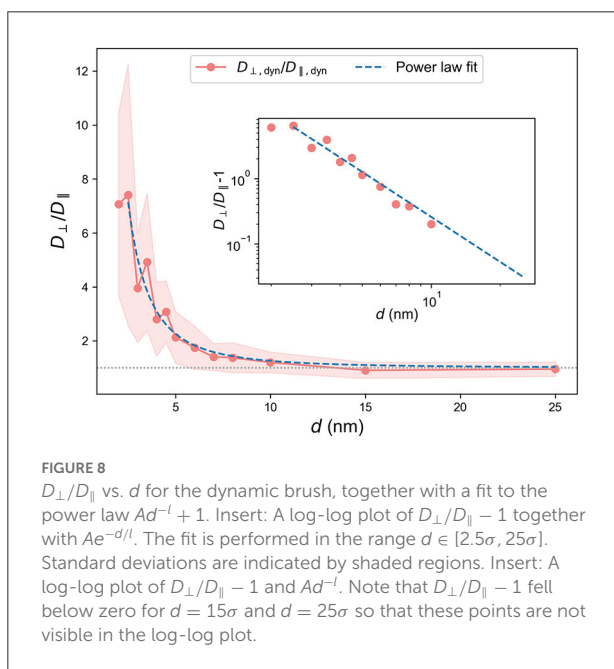 12
10
8
6
4
2
D⊥/D∥
D⊥, dyn/D∥, dyn
Power law fit
D⊥/D∥-1
10⁰
10⁻¹
10¹
d (nm)
5
10
15
20
25
d (nm)
FIGURE 8
D⊥/D∥ vs. d for the dynamic brush, together with a fit to the
power law Ad⁻ˡ + 1. Insert: A log-log plot of D⊥/D∥ − 1 together
with Ae⁻ᵈ/ˡ. The fit is performed in the range d ∈ [2.5σ, 25σ].
Standard deviations are indicated by shaded regions. Insert: A
log-log plot of D⊥/D∥ − 1 and Ad⁻ˡ. Note that D⊥/D∥ − 1 fell
below zero for d = 15σ and d = 25σ so that these points are not
visible in the log-log plot.